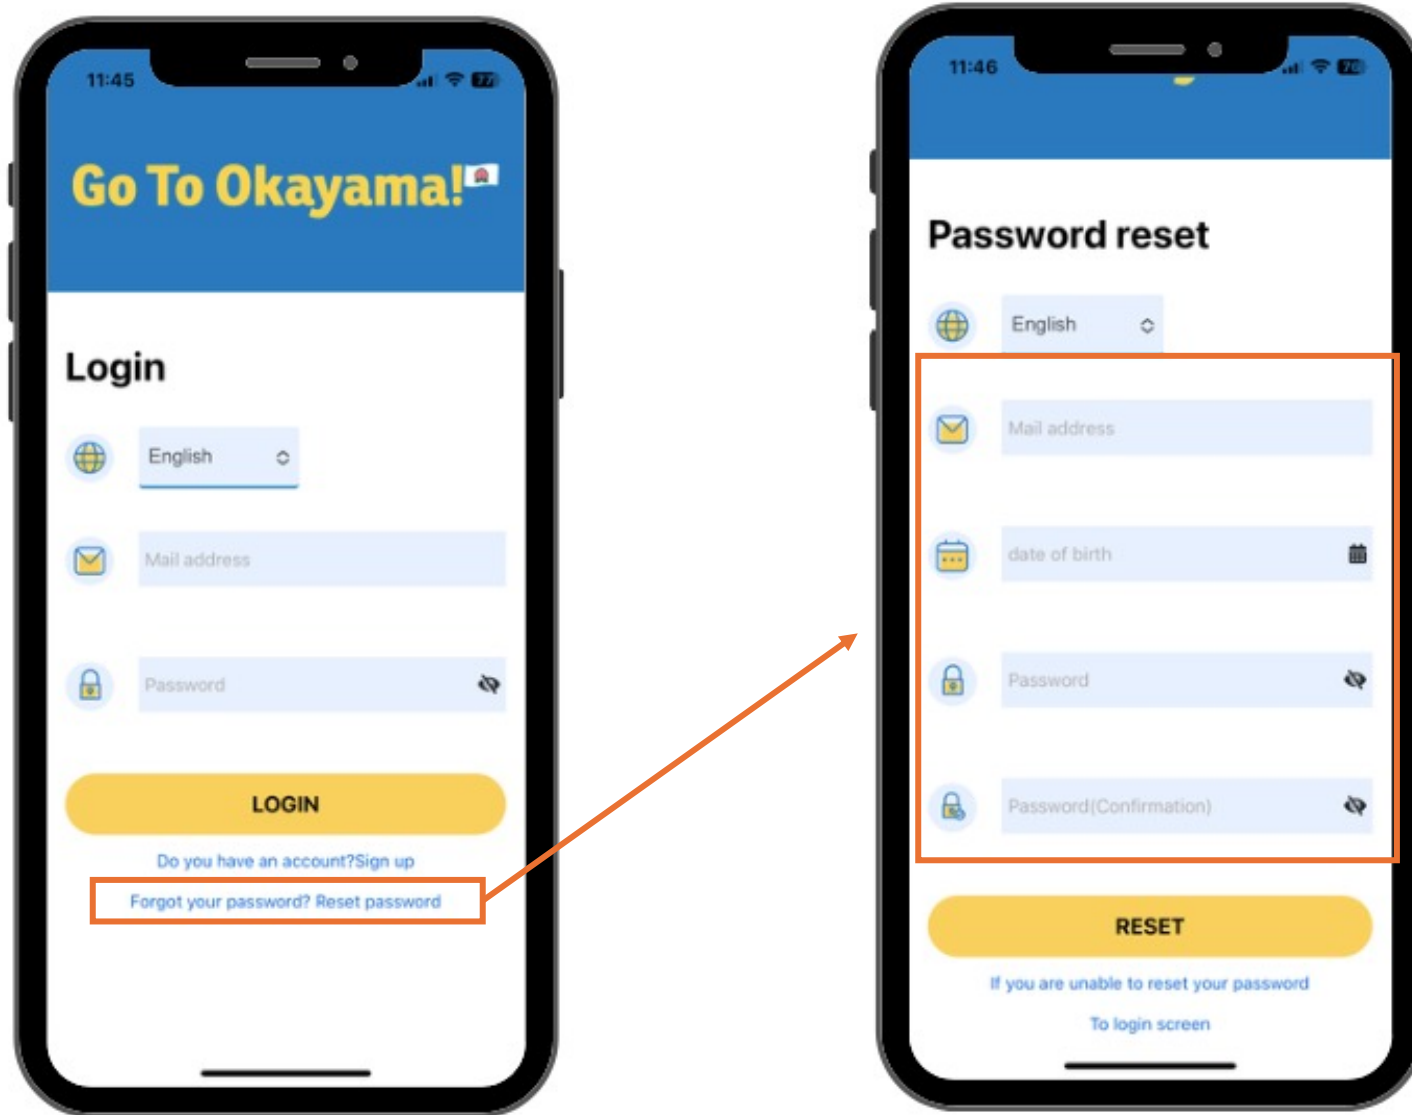 11:45
77
Go To Okayama!
Login
English
Mail address
Password
LOGIN
Do you have an account?Sign up
Forgot your password? Reset password
11:46
Password reset
English
Mail address
date of birth
Password
Password(Confirmation)
RESET
If you are unable to reset your password
To login screen